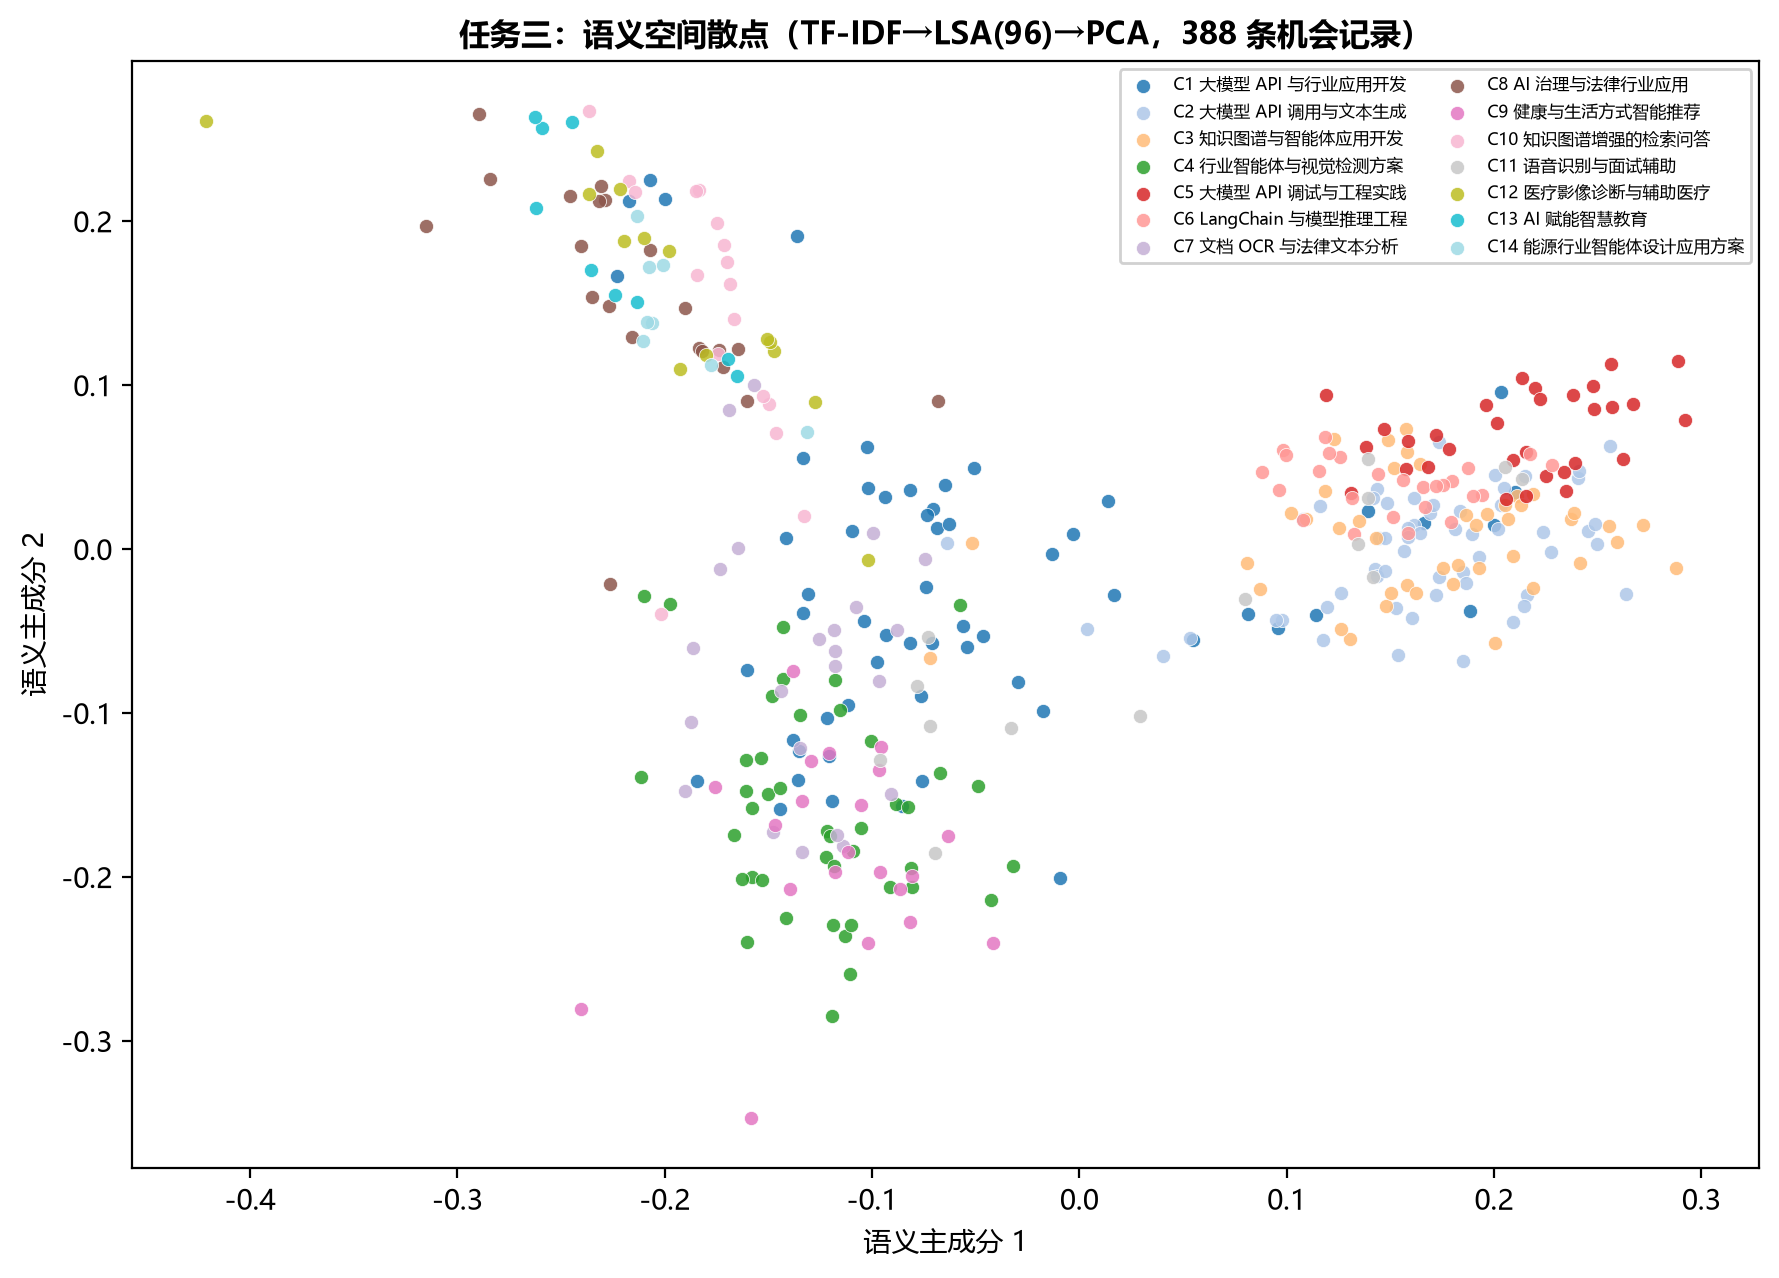 任务三：语义空间散点（TF-IDF→LSA(96)→PCA，388 条机会记录）
C1 大模型 API 与行业应用开发
C2 大模型 API 调用与文本生成
C3 知识图谱与智能体应用开发
C4 行业智能体与视觉检测方案
C5 大模型 API 调试与工程实践
C6 LangChain 与模型推理工程
C7 文档 OCR 与法律文本分析
C8 AI 治理与法律行业应用
C9 健康与生活方式智能推荐
C10 知识图谱增强的检索问答
C11 语音识别与面试辅助
C12 医疗影像诊断与辅助医疗
C13 AI 赋能智慧教育
C14 能源行业智能体设计应用方案
语义主成分 2
0.2
0.1
0.0
-0.1
-0.2
-0.3
-0.4
-0.3
-0.2
-0.1
0.0
0.1
0.2
0.3
语义主成分 1